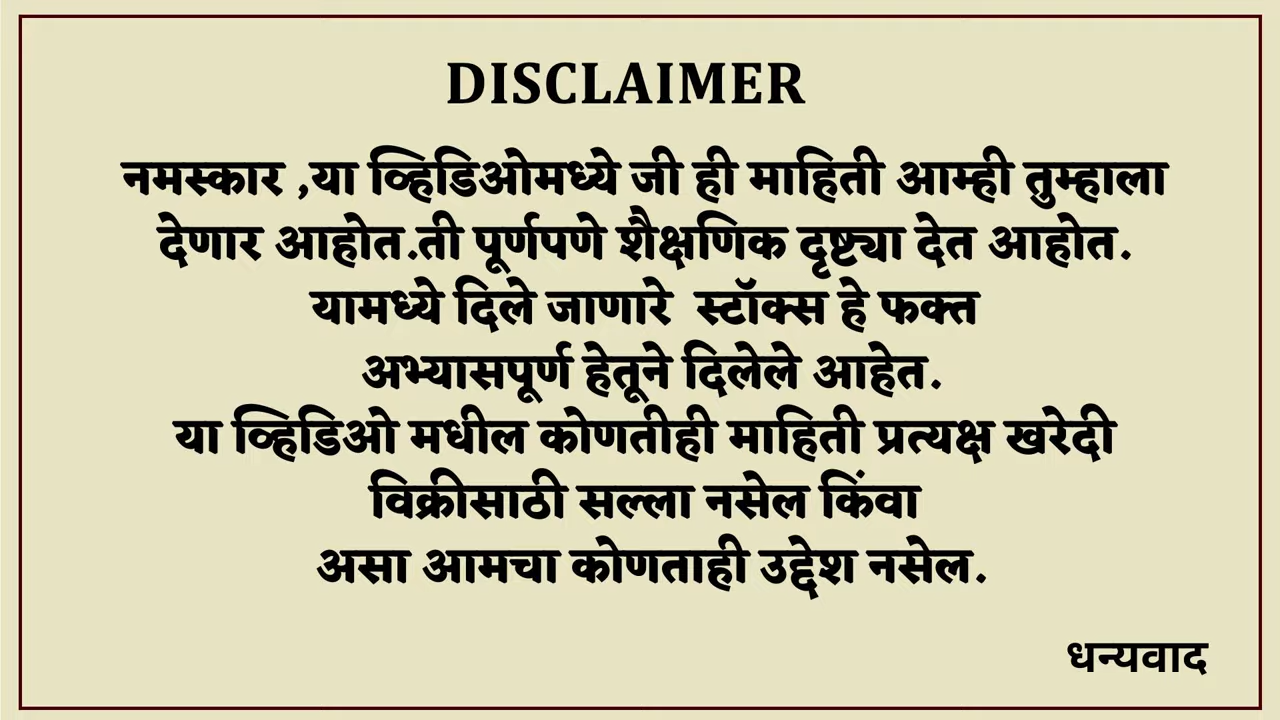 DISCLAIMER
नमस्कार ,या व्हिडिओमध्ये जी ही माहिती आम्ही तुम्हाला
देणार आहोत.ती पूर्णपणे शैक्षणिक दृष्ट्या देत आहोत.
यामध्ये दिले जाणारे  स्टॉक्स हे फक्त
अभ्यासपूर्ण हेतूने दिलेले आहेत.
या व्हिडिओ मधील कोणतीही माहिती प्रत्यक्ष खरेदी
विक्रीसाठी सल्ला नसेल किंवा
असा आमचा कोणताही उद्देश नसेल.
धन्यवाद